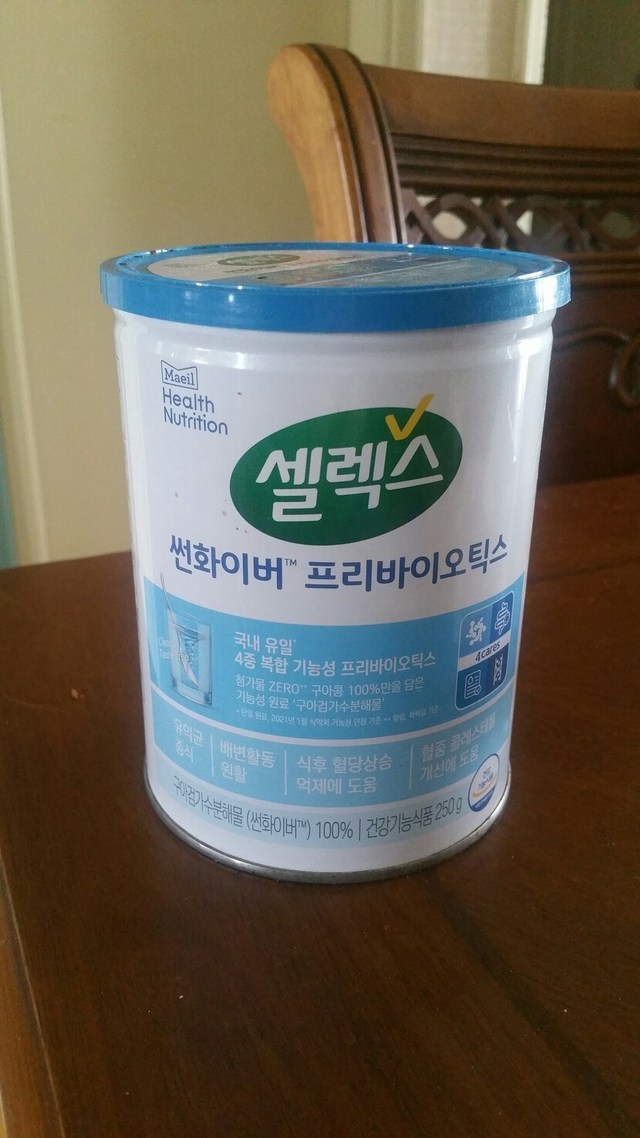 Maeil
Health
Nutrition
셀렉스
썬화이버™ 프리바이오틱스
국내 유일*
4중 복합 기능성 프리바이오틱스
첨가물 ZERO** 구아콩 100%만을 담은
기능성 원료 '구아검가수분해물'
4cares
유익균
증식
배변활동
원활
식후 혈당상승
억제에 도움
혈중 콜레스테롤
개선에 도움
구아검가수분해물 (썬화이버™) 100% | 건강기능식품 250 g